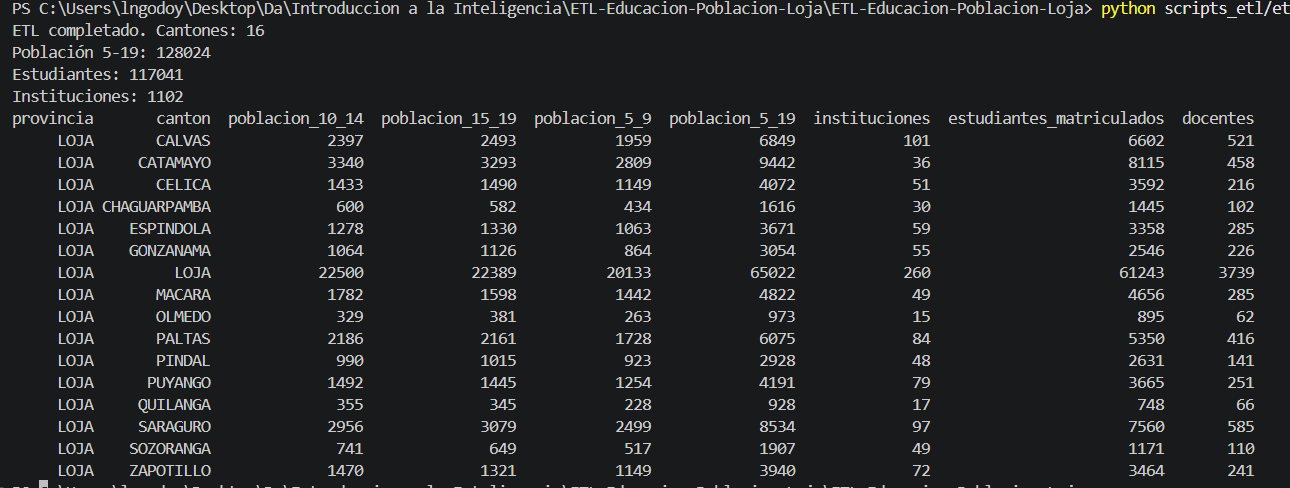 PS C:\Users\lngodoy\Desktop\Da\Introduccion a la Inteligencia\ETL-Educacion-Poblacion-Loja\ETL-Educacion-Poblacion-Loja> python scripts_etl/et
ETL completado. Cantones: 16
Población 5-19: 128024
Estudiantes: 117041
Instituciones: 1102
provincia canton poblacion_10_14 poblacion_15_19 poblacion_5_9 poblacion_5_19 instituciones estudiantes_matriculados docentes
LOJA CALVAS 2397 2493 1959 6849 101 6602 521
LOJA CATAMAYO 3340 3293 2809 9442 36 8115 458
LOJA CELICA 1433 1490 1149 4072 51 3592 216
LOJA CHAGUARPAMBA 600 582 434 1616 30 1445 102
LOJA ESPINDOLA 1278 1330 1063 3671 59 3358 285
LOJA GONZANAMA 1064 1126 864 3054 55 2546 226
LOJA LOJA 22500 22389 20133 65022 260 61243 3739
LOJA MACARA 1782 1598 1442 4822 49 4656 285
LOJA OLMEDO 329 381 263 973 15 895 62
LOJA PALTAS 2186 2161 1728 6075 84 5350 416
LOJA PINDAL 990 1015 923 2928 48 2631 141
LOJA PUYANGO 1492 1445 1254 4191 79 3665 251
LOJA QUILANGA 355 345 228 928 17 748 66
LOJA SARAGURO 2956 3079 2499 8534 97 7560 585
LOJA SOZORANGA 741 649 517 1907 49 1171 110
LOJA ZAPOTILLO 1470 1321 1149 3940 72 3464 241